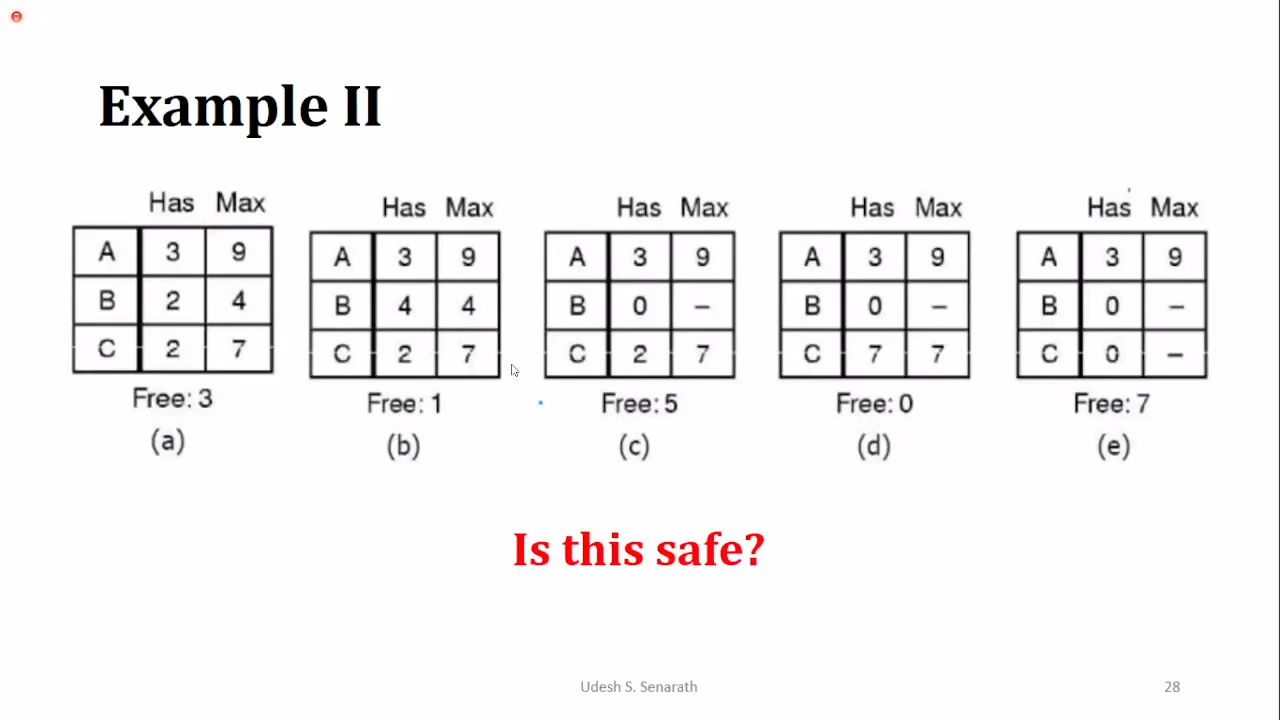 Example II
Has Max
A 3 9
B 2 4
C 2 7
Free: 3
(a)
Has Max
A 3 9
B 4 4
C 2 7
Free: 1
(b)
Has Max
A 3 9
B 0 –
C 2 7
Free: 5
(c)
Has Max
A 3 9
B 0 –
C 7 7
Free: 0
(d)
Has Max
A 3 9
B 0 –
C 0 –
Free: 7
(e)
Is this safe?
Udesh S. Senarath
28